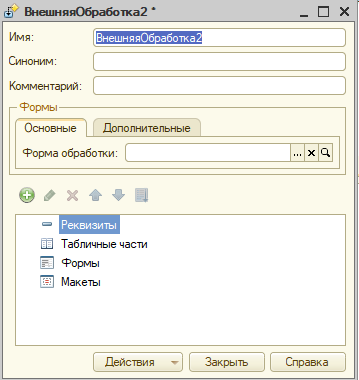 ВнешняяОбработка2 *
Имя: ВнешняяОбработка2
Синоним:
Комментарий:
Формы
Основные Дополнительные
Форма обработки: ...
Реквизиты
Табличные части
Формы
Макеты
Действия Закрыть Справка